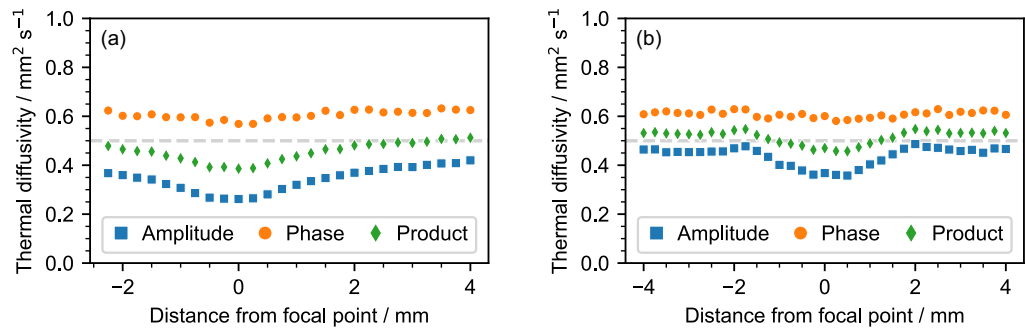 (a)
Thermal diffusivity / mm² s⁻¹
1.0
0.8
0.6
0.4
0.2
0.0
Amplitude Phase Product
−2 0 2 4
Distance from focal point / mm
(b)
Thermal diffusivity / mm² s⁻¹
1.0
0.8
0.6
0.4
0.2
0.0
Amplitude Phase Product
−4 −2 0 2 4
Distance from focal point / mm